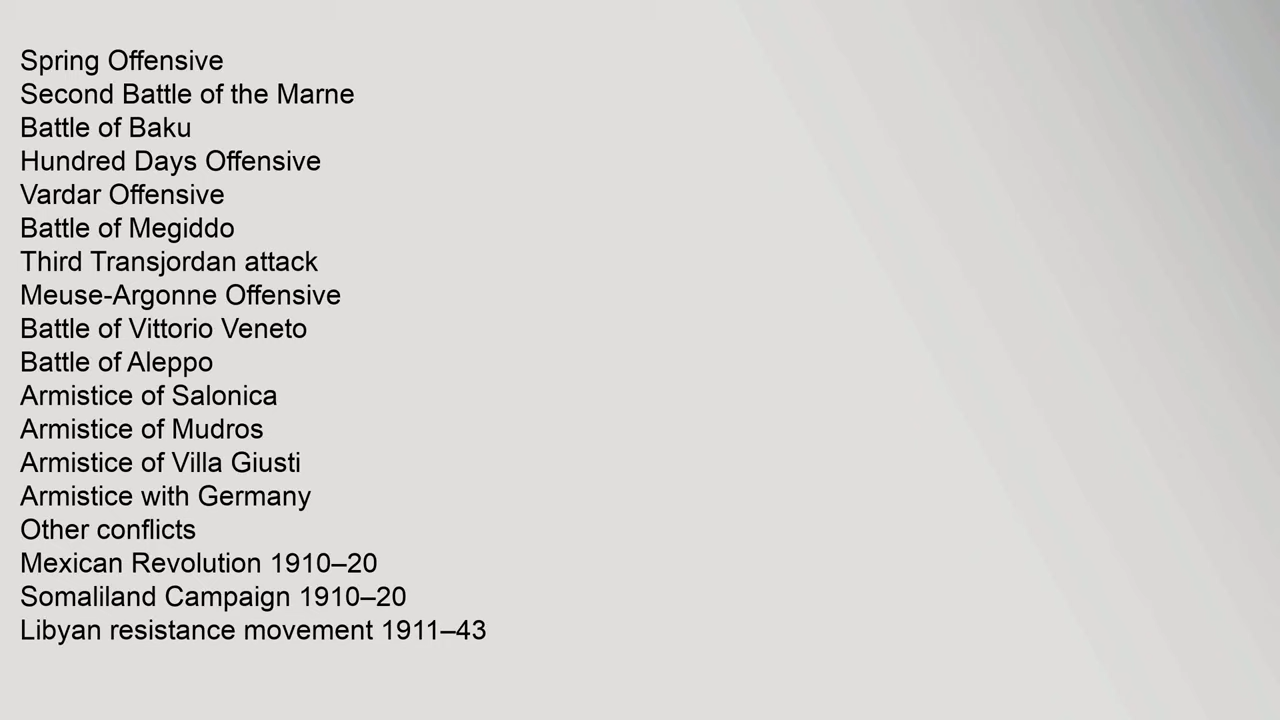 Spring Offensive
Second Battle of the Marne
Battle of Baku
Hundred Days Offensive
Vardar Offensive
Battle of Megiddo
Third Transjordan attack
Meuse-Argonne Offensive
Battle of Vittorio Veneto
Battle of Aleppo
Armistice of Salonica
Armistice of Mudros
Armistice of Villa Giusti
Armistice with Germany
Other conflicts
Mexican Revolution 1910–20
Somaliland Campaign 1910–20
Libyan resistance movement 1911–43